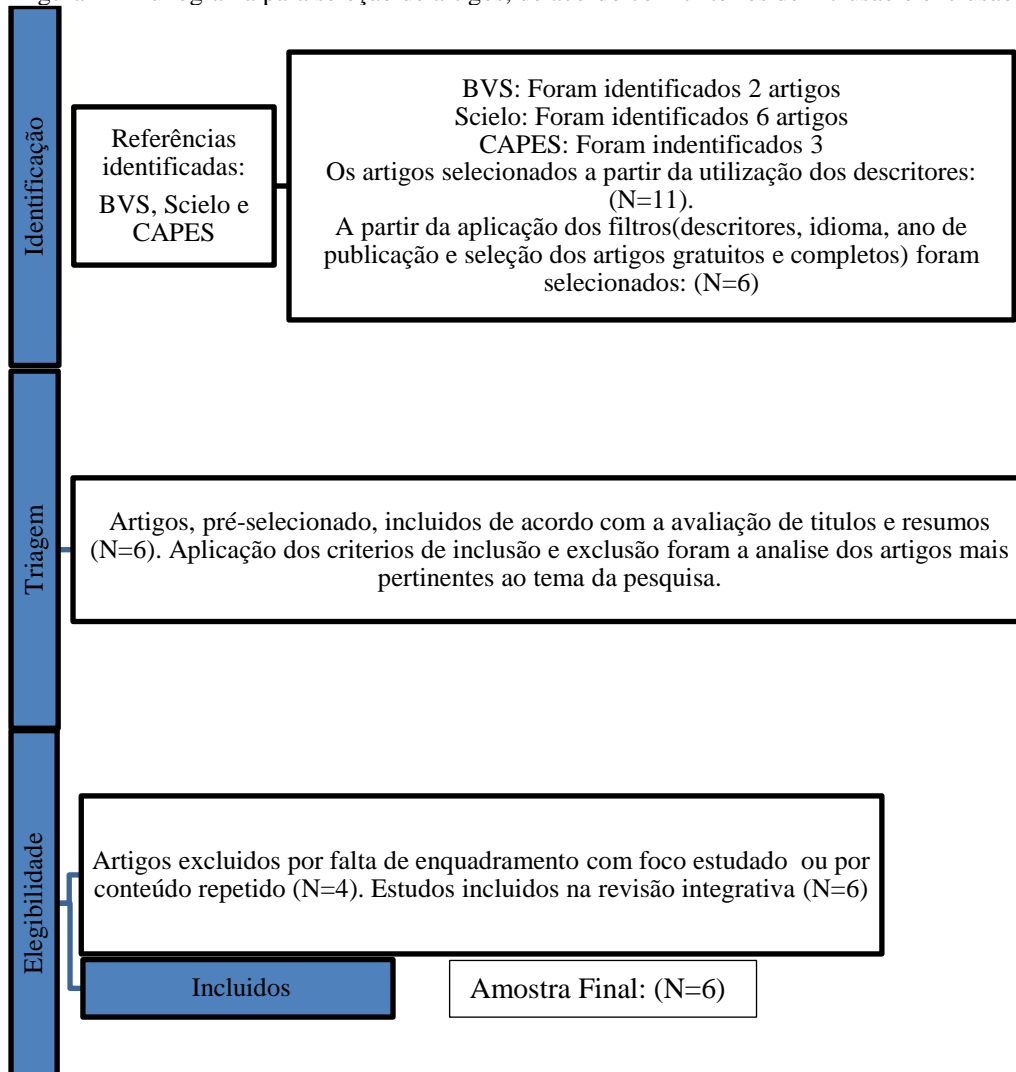 Identificação
Referências
identificadas:
BVS, Scielo e
CAPES
BVS: Foram identificados 2 artigos
Scielo: Foram identificados 6 artigos
CAPES: Foram indentificados 3
Os artigos selecionados a partir da utilização dos descritores:
(N=11).
A partir da aplicação dos filtros(descritores, idioma, ano de
publicação e seleção dos artigos gratuitos e completos) foram
selecionados: (N=6)
Triagem
Artigos, pré-selecionado, incluidos de acordo com a avaliação de titulos e resumos
(N=6). Aplicação dos criterios de inclusão e exclusão foram a analise dos artigos mais
pertinentes ao tema da pesquisa.
Elegibilidade
Artigos excluidos por falta de enquadramento com foco estudado ou por
conteúdo repetido (N=4). Estudos incluidos na revisão integrativa (N=6)
Incluidos
Amostra Final: (N=6)